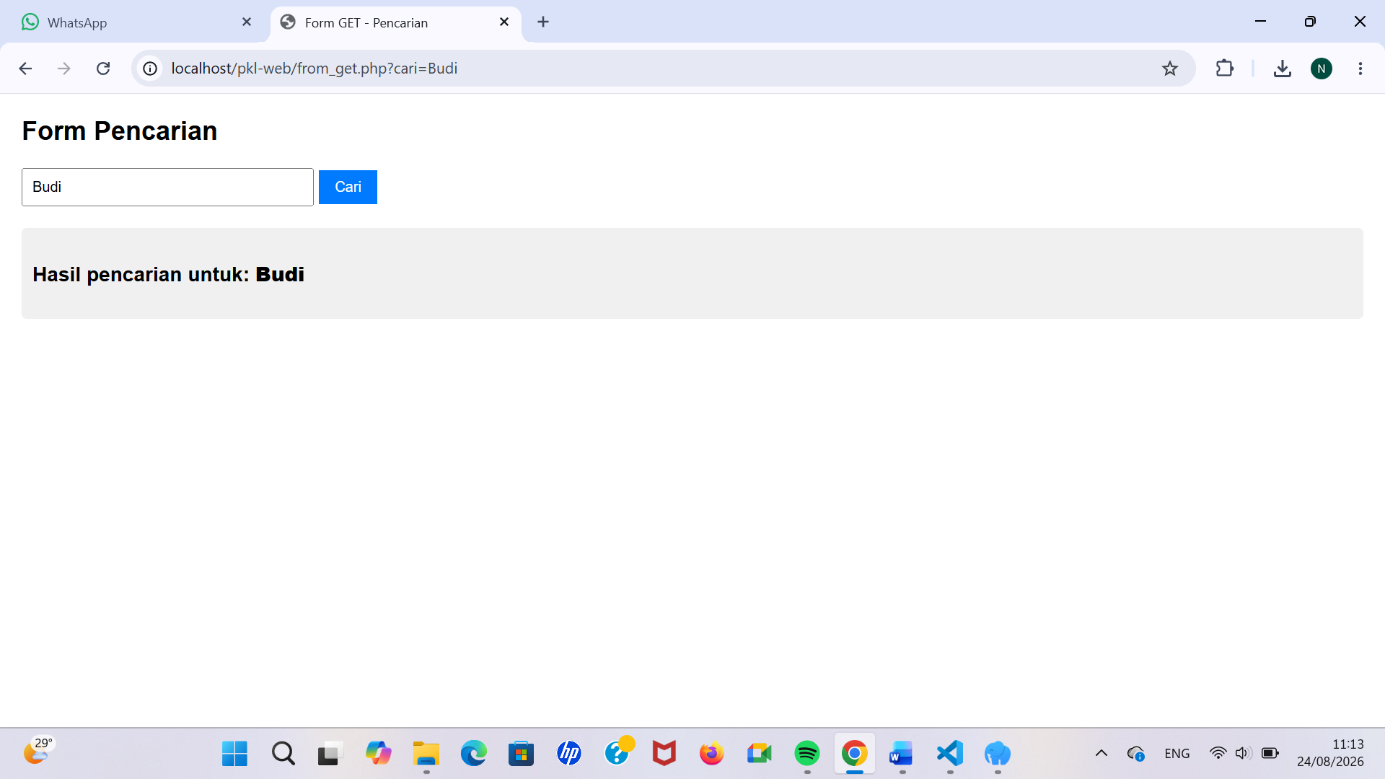 WhatsApp
Form GET - Pencarian
localhost/pkl-web/from_get.php?cari=Budi
N
Form Pencarian
Budi
Cari
Hasil pencarian untuk: Budi
29°
hp
?
W
ENG
11:13
24/08/2026